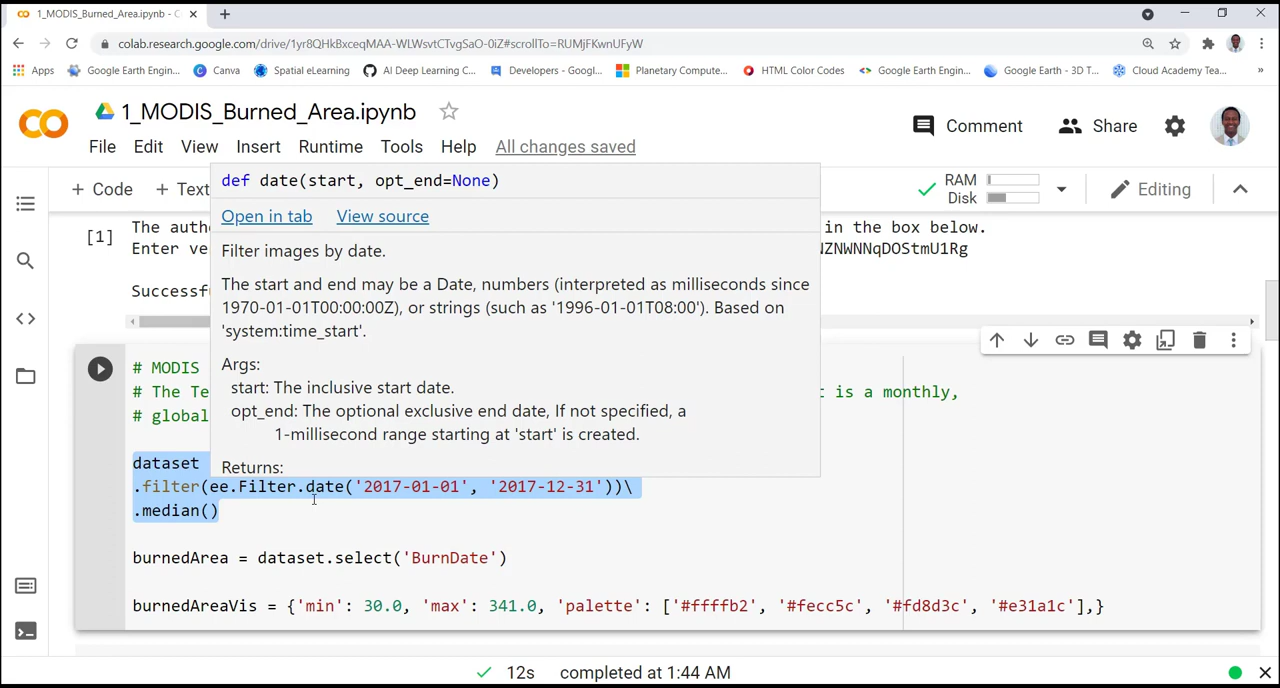 1_MODIS_Burned_Area.ipynb - C
colab.research.google.com/drive/1yr8QHkBxceqMAA-WLWsvtCTvgSaO-0iZ#scrollTo=RUMjFKwnUFyW
Apps
Google Earth Engin...
Canva
Spatial eLearning
AI Deep Learning C...
Developers - Googl...
Planetary Compute...
HTML Color Codes
Google Earth Engin...
Google Earth - 3D T...
Cloud Academy Tea...
»
1_MODIS_Burned_Area.ipynb
File Edit View Insert Runtime Tools Help All changes saved
Comment
Share
+ Code + Text
RAM
Disk
Editing
def date(start, opt_end=None)
Open in tab View source
Filter images by date.
The start and end may be a Date, numbers (interpreted as milliseconds since
1970-01-01T00:00:00Z), or strings (such as '1996-01-01T08:00'). Based on
'system:time_start'.
Args:
start: The inclusive start date.
opt_end: The optional exclusive end date, If not specified, a
1-millisecond range starting at 'start' is created.
Returns:
[1]
The autho in the box below.
Enter ve NZNWNNqDOStmU1Rg
Successf
# MODIS
# The Te t is a monthly,
# global
dataset
.filter(ee.Filter.date('2017-01-01', '2017-12-31'))\
.median()
burnedArea = dataset.select('BurnDate')
burnedAreaVis = {'min': 30.0, 'max': 341.0, 'palette': ['#ffffb2', '#fecc5c', '#fd8d3c', '#e31a1c'],}
12s completed at 1:44 AM